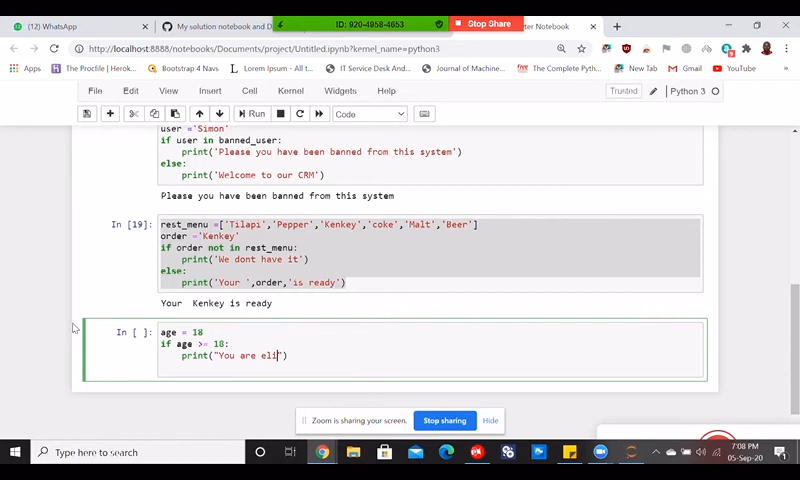 (12) WhatsApp
My solution notebook and D
ID: 920-4958-4653
Stop Share
ter Notebook
http://localhost:8888/notebooks/Documents/project/Untitled.ipynb?kernel_name=python3
Apps
The Procfile | Herok
Bootstrap 4 Navs
Lorem Ipsum - All t
IT Service Desk And
Journal of Machine
The Complete Pyth
New Tab
Gmail
YouTube
File Edit View Insert Cell Kernel Widgets Help
Trusted
Python 3
Run
Code
user ='Simon'
if user in banned_user:
print('Please you have been banned from this system')
else:
print('Welcome to our CRM')
Please you have been banned from this system
In [19]:
rest_menu =['Tilapi','Pepper','Kenkey','coke','Malt','Beer']
order ='Kenkey'
if order not in rest_menu:
print('We dont have it')
else:
print('Your ',order,'is ready')
Your  Kenkey is ready
In [ ]:
age = 18
if age >= 18:
print("You are eli")
Zoom is sharing your screen.
Stop sharing
Hide
Type here to search
7:08 PM
05-Sep-20